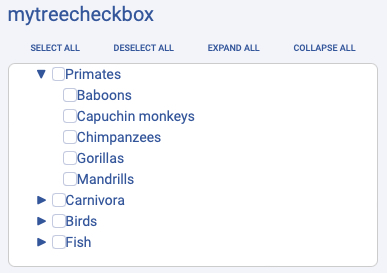 mytreecheckbox
SELECT ALL DESELECT ALL EXPAND ALL COLLAPSE ALL
Primates
Baboons
Capuchin monkeys
Chimpanzees
Gorillas
Mandrills
Carnivora
Birds
Fish